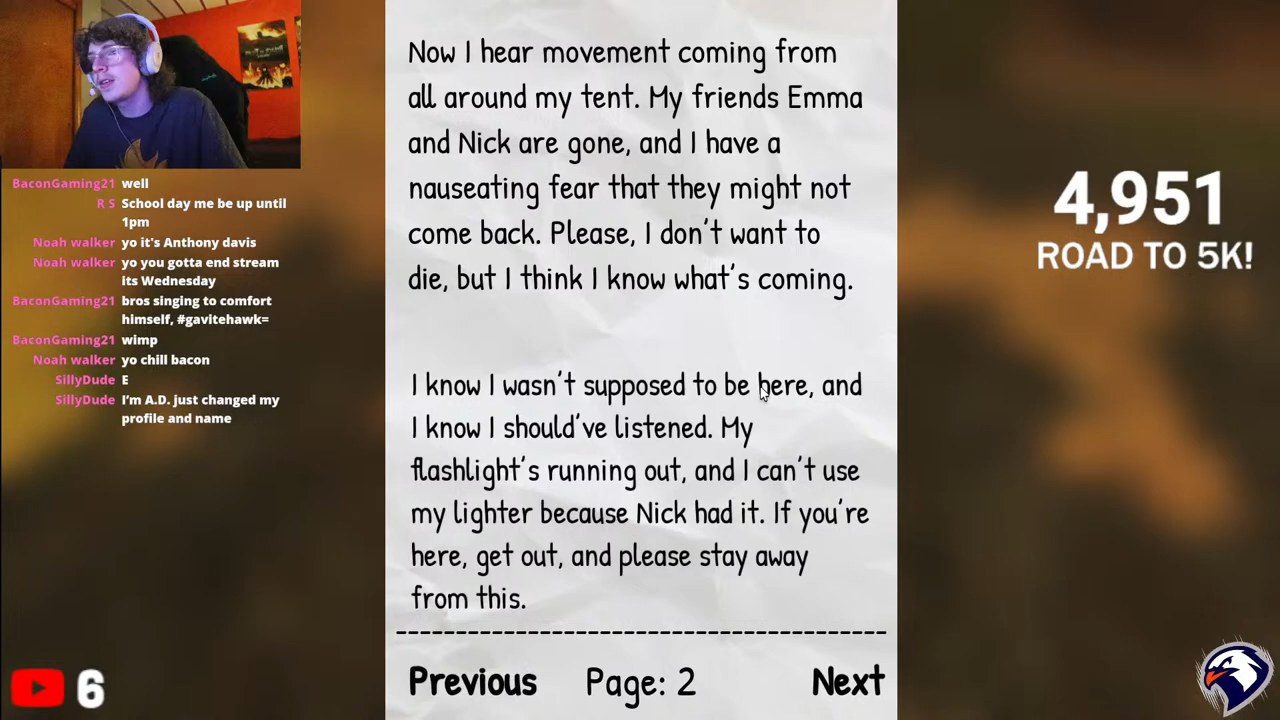 BaconGaming21 well
R S School day me be up until
1pm
Noah walker yo it's Anthony davis
Noah walker yo you gotta end stream
its Wednesday
BaconGaming21 bros singing to comfort
himself, #gavitehawk=
BaconGaming21 wimp
Noah walker yo chill bacon
SillyDude E
SillyDude I'm A.D. just changed my
profile and name
6
Now I hear movement coming from
all around my tent. My friends Emma
and Nick are gone, and I have a
nauseating fear that they might not
come back. Please, I don't want to
die, but I think I know what's coming.
I know I wasn't supposed to be here, and
I know I should've listened. My
flashlight's running out, and I can't use
my lighter because Nick had it. If you're
here, get out, and please stay away
from this.
----------------------------------------
Previous Page: 2 Next
4,951
ROAD TO 5K!